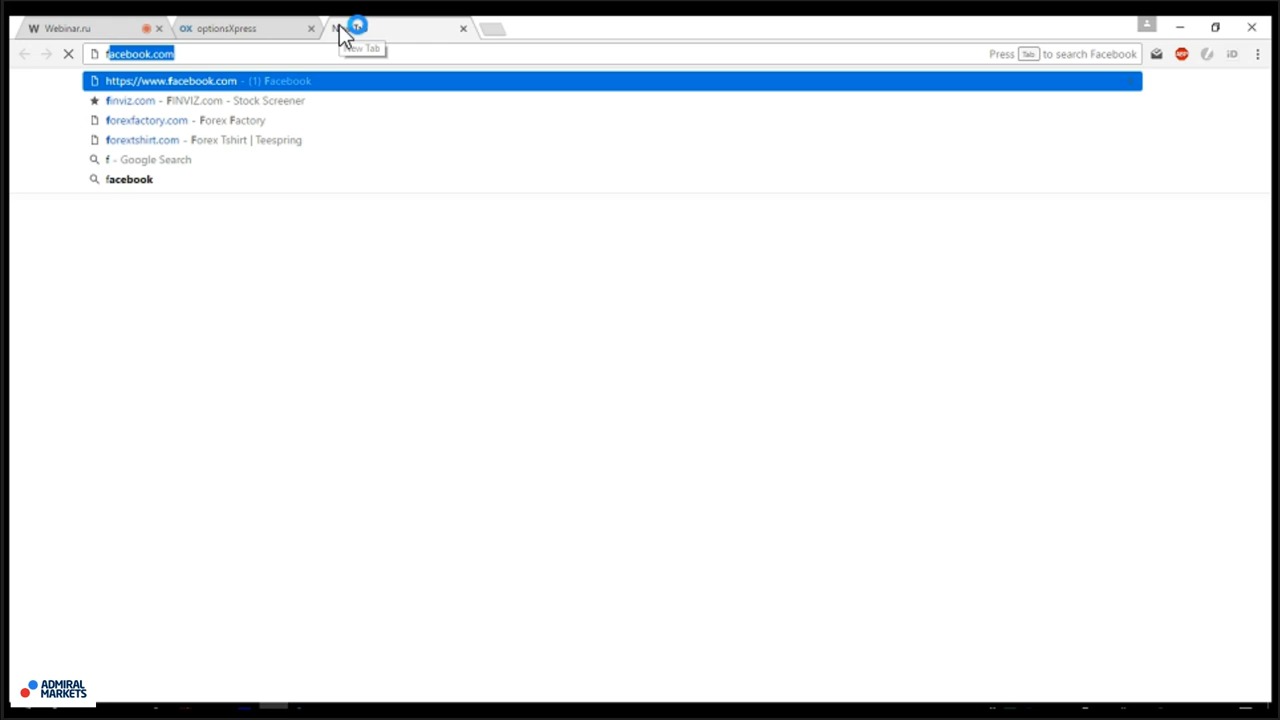 Webinar.ru
OX optionsXpress
New Tab
facebook.com
Press Tab to search Facebook
https://www.facebook.com - (1) Facebook
finviz.com - FINVIZ.com - Stock Screener
forexfactory.com - Forex Factory
forextshirt.com - Forex Tshirt | Teespring
f - Google Search
facebook
ADMIRAL
MARKETS